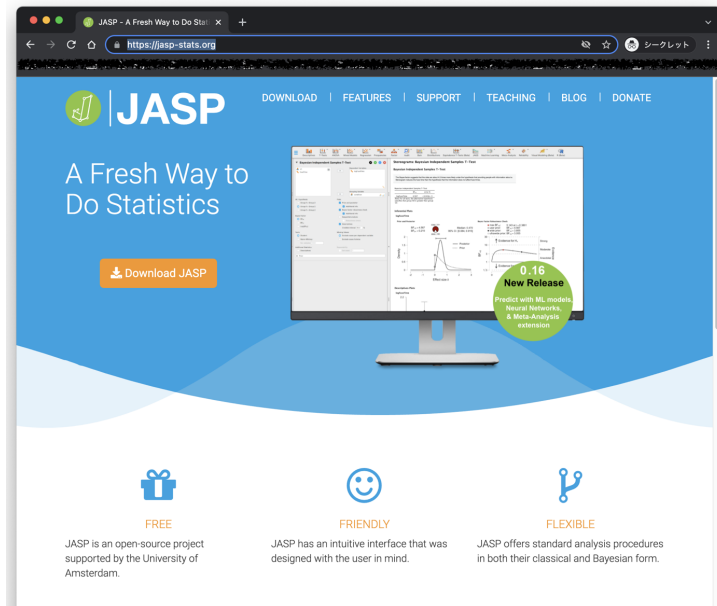 JASP - A Fresh Way to Do Stat
https://jasp-stats.org
シークレット
JASP
DOWNLOAD | FEATURES | SUPPORT | TEACHING | BLOG | DONATE
A Fresh Way to
Do Statistics
Download JASP
Bayesian Independent Samples T-Test
0.16
New Release
Predict with ML models,
Neural Networks,
& Meta-Analysis
extension
FREE
JASP is an open-source project
supported by the University of
Amsterdam.
FRIENDLY
JASP has an intuitive interface that was
designed with the user in mind.
FLEXIBLE
JASP offers standard analysis procedures
in both their classical and Bayesian form.